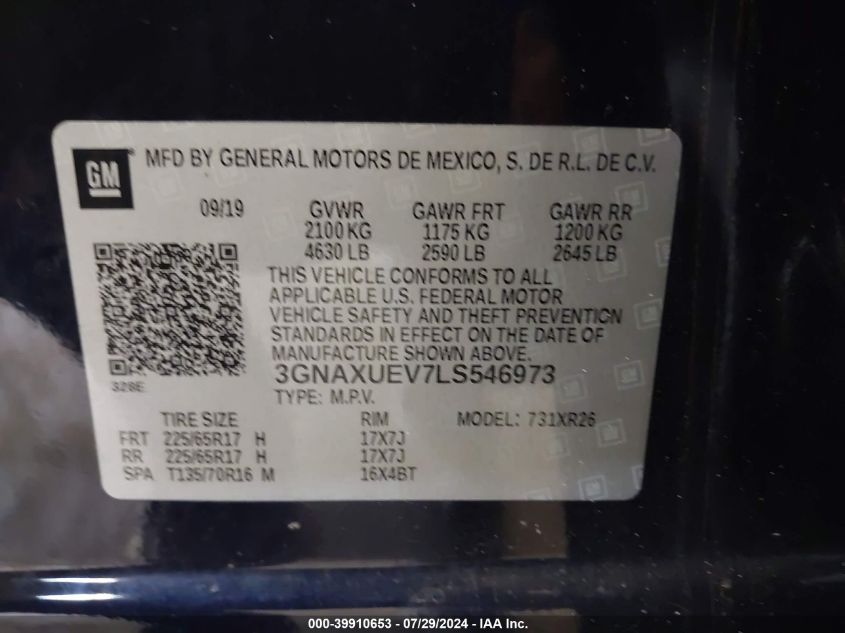 GM
MFD BY GENERAL MOTORS DE MEXICO, S. DE R.L. DE C.V.
09/19 GVWR GAWR FRT GAWR RR
2100 KG 1175 KG 1200 KG
4630 LB 2590 LB 2645 LB
THIS VEHICLE CONFORMS TO ALL
APPLICABLE U.S. FEDERAL MOTOR
VEHICLE SAFETY AND THEFT PREVENTION
STANDARDS IN EFFECT ON THE DATE OF
MANUFACTURE SHOWN ABOVE.
328E
3GNAXUEV7LS546973
TYPE: M.P.V.
TIRE SIZE RIM MODEL: 731XR26
FRT 225/65R17 H 17X7J
RR 225/65R17 H 17X7J
SPA T135/70R16 M 16X4BT
000-39910653 - 07/29/2024 - IAA Inc.